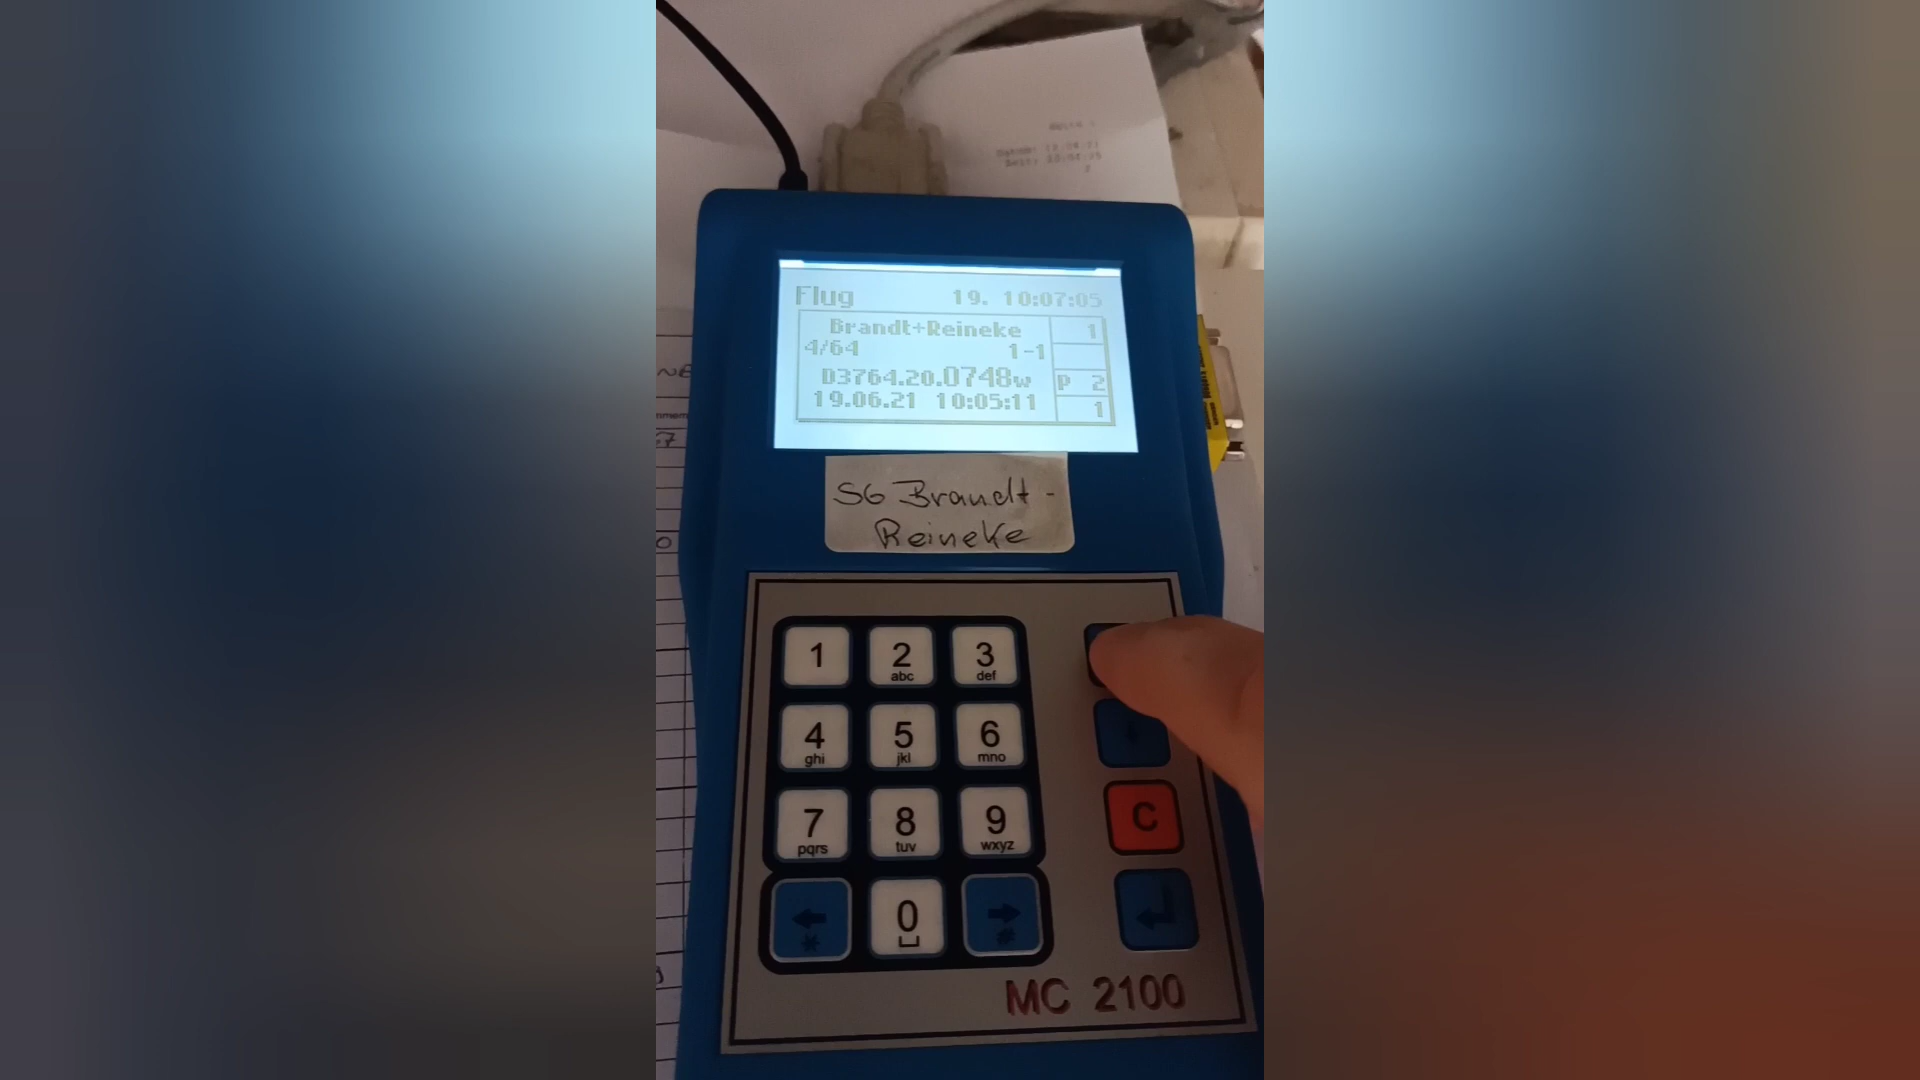 Flug 19. 10:07:05
Brandt+Reineke 1
4/64 1-1
D3764.20.0748w P 2
19.06.21 10:05:11 1
SG Brandt-
Reineke
1 2 3
abc def
4 5 6
ghi jkl mno
7 8 9
pqrs tuv wxyz
C
0
* #
MC 2100